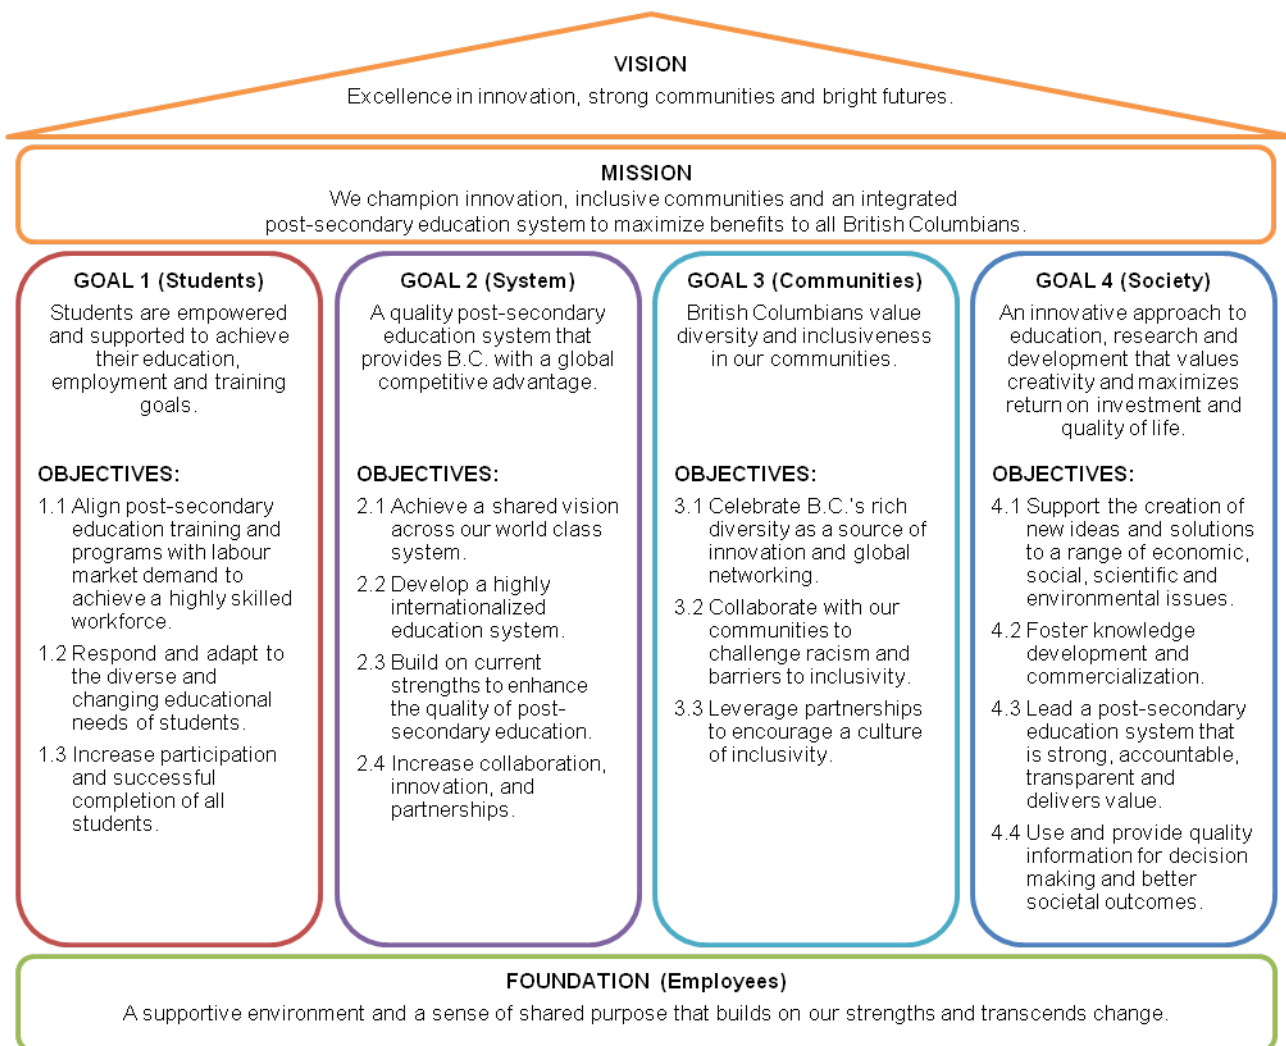 VISION
Excellence in innovation, strong communities and bright futures.
MISSION
We champion innovation, inclusive communities and an integrated
post-secondary education system to maximize benefits to all British Columbians.
GOAL 1 (Students)
Students are empowered
and supported to achieve
their education,
employment and training
goals.
OBJECTIVES:
1.1 Align post-secondary
education training and
programs with labour
market demand to
achieve a highly skilled
workforce.
1.2 Respond and adapt to
the diverse and
changing educational
needs of students.
1.3 Increase participation
and successful
completion of all
students.
GOAL 2 (System)
A quality post-secondary
education system that
provides B.C. with a global
competitive advantage.
OBJECTIVES:
2.1 Achieve a shared vision
across our world class
system.
2.2 Develop a highly
internationalized
education system.
2.3 Build on current
strengths to enhance
the quality of post-
secondary education.
2.4 Increase collaboration,
innovation, and
partnerships.
GOAL 3 (Communities)
British Columbians value
diversity and inclusiveness
in our communities.
OBJECTIVES:
3.1 Celebrate B.C.'s rich
diversity as a source of
innovation and global
networking.
3.2 Collaborate with our
communities to
challenge racism and
barriers to inclusivity.
3.3 Leverage partnerships
to encourage a culture
of inclusivity.
GOAL 4 (Society)
An innovative approach to
education, research and
development that values
creativity and maximizes
return on investment and
quality of life.
OBJECTIVES:
4.1 Support the creation of
new ideas and solutions
to a range of economic,
social, scientific and
environmental issues.
4.2 Foster knowledge
development and
commercialization.
4.3 Lead a post-secondary
education system that
is strong, accountable,
transparent and
delivers value.
4.4 Use and provide quality
information for decision
making and better
societal outcomes.
FOUNDATION (Employees)
A supportive environment and a sense of shared purpose that builds on our strengths and transcends change.